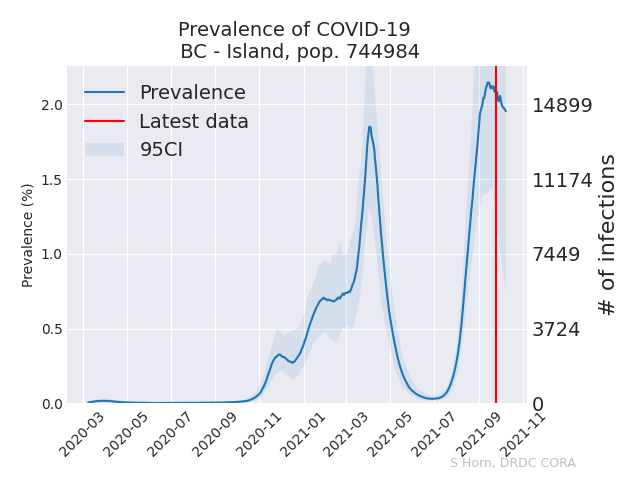 Prevalence of COVID-19
BC - Island, pop. 744984
Prevalence
Latest data
95CI
Prevalence (%)
2.0
1.5
1.0
0.5
0.0
14899
11174
7449
3724
0
# of infections
2020-03
2020-05
2020-07
2020-09
2020-11
2021-01
2021-03
2021-05
2021-07
2021-09
2021-11
S Horn, DRDC CORA